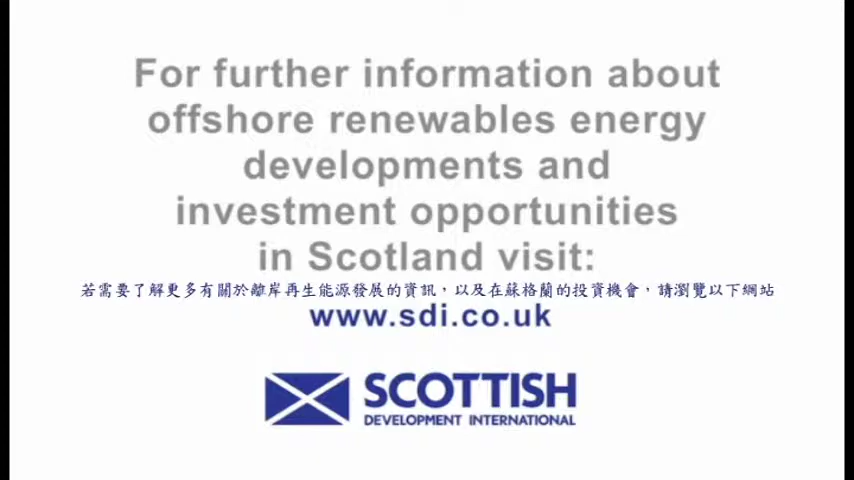 For further information about
offshore renewables energy
developments and
investment opportunities
in Scotland visit:
若需要了解更多有關於離岸再生能源發展的資訊，以及在蘇格蘭的投資機會，請瀏覽以下網站
www.sdi.co.uk
SCOTTISH
DEVELOPMENT INTERNATIONAL